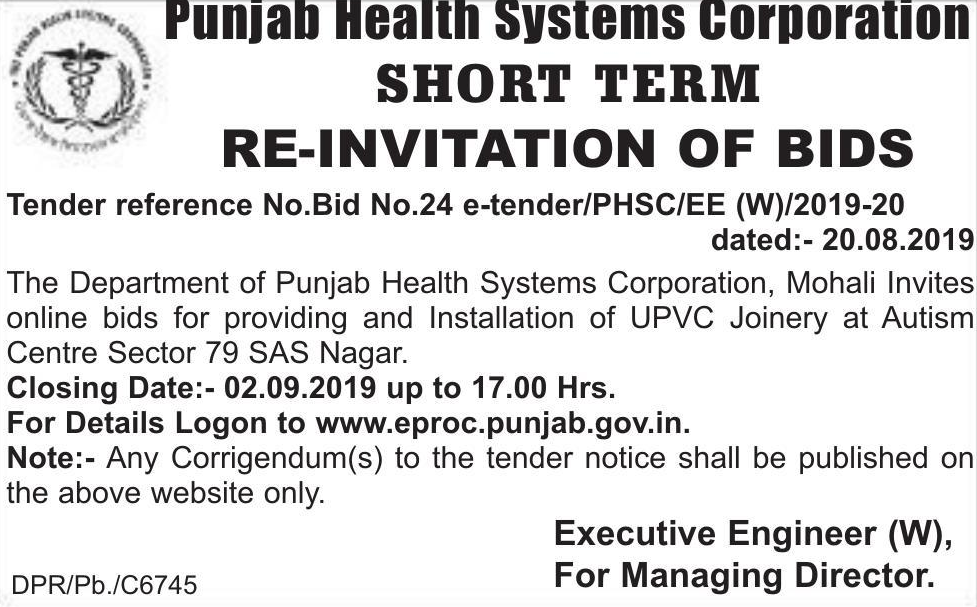 Punjab Health Systems Corporation
SHORT TERM
RE-INVITATION OF BIDS
Tender reference No.Bid No.24 e-tender/PHSC/EE (W)/2019-20
dated:- 20.08.2019
The Department of Punjab Health Systems Corporation, Mohali Invites
online bids for providing and Installation of UPVC Joinery at Autism
Centre Sector 79 SAS Nagar.
Closing Date:- 02.09.2019 up to 17.00 Hrs.
For Details Logon to www.eproc.punjab.gov.in.
Note:- Any Corrigendum(s) to the tender notice shall be published on
the above website only.
Executive Engineer (W),
For Managing Director.
DPR/Pb./C6745